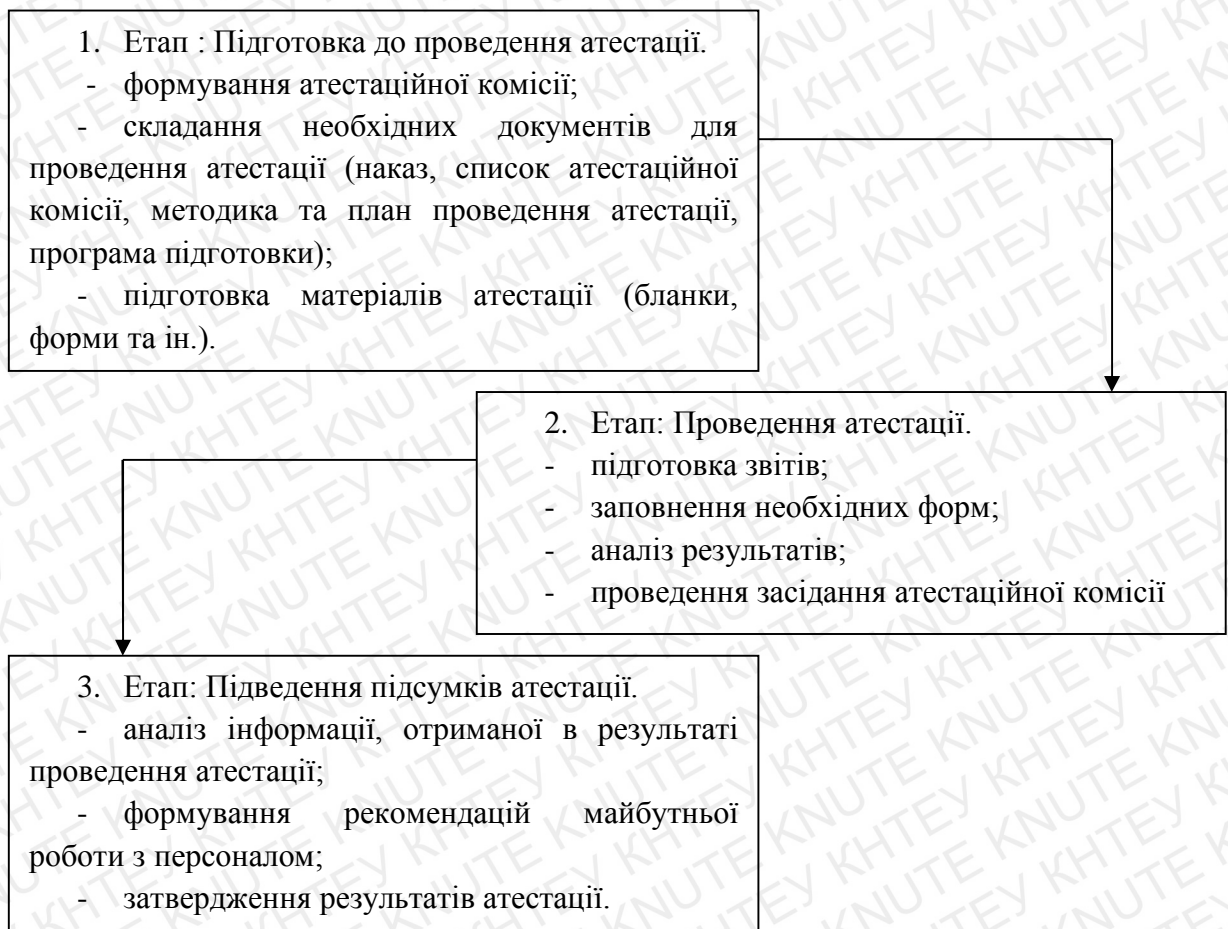 1. Етап : Підготовка до проведення атестації.
- формування атестаційної комісії;
- складання необхідних документів для
проведення атестації (наказ, список атестаційної
комісії, методика та план проведення атестації,
програма підготовки);
- підготовка матеріалів атестації (бланки,
форми та ін.).
2. Етап: Проведення атестації.
- підготовка звітів;
- заповнення необхідних форм;
- аналіз результатів;
- проведення засідання атестаційної комісії
3. Етап: Підведення підсумків атестації.
- аналіз інформації, отриманої в результаті
проведення атестації;
- формування рекомендацій майбутньої
роботи з персоналом;
- затвердження результатів атестації.